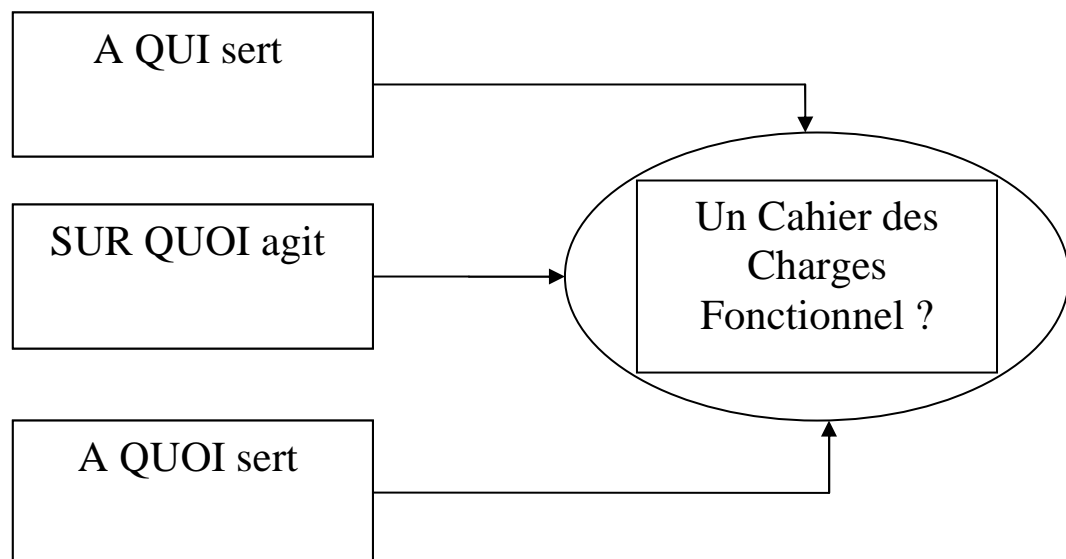 A QUI sert
SUR QUOI agit
A QUOI sert
Un Cahier des
Charges
Fonctionnel ?